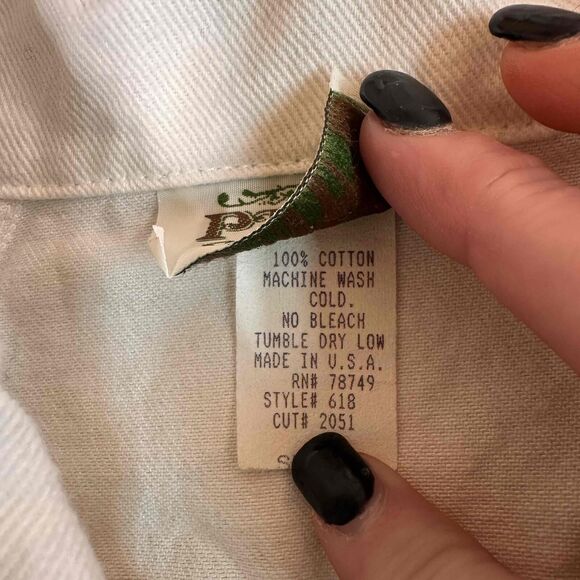 100% COTTON
MACHINE WASH
COLD.
NO BLEACH
TUMBLE DRY LOW
MADE IN U.S.A.
RN# 78749
STYLE# 618
CUT# 2051